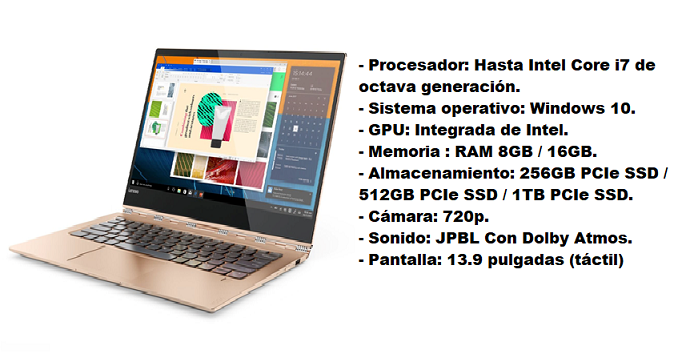 - Procesador: Hasta Intel Core i7 de
octava generación.
- Sistema operativo: Windows 10.
- GPU: Integrada de Intel.
- Memoria : RAM 8GB / 16GB.
- Almacenamiento: 256GB PCIe SSD /
512GB PCIe SSD / 1TB PCIe SSD.
- Cámara: 720p.
- Sonido: JPBL Con Dolby Atmos.
- Pantalla: 13.9 pulgadas (táctil)
Lenovo